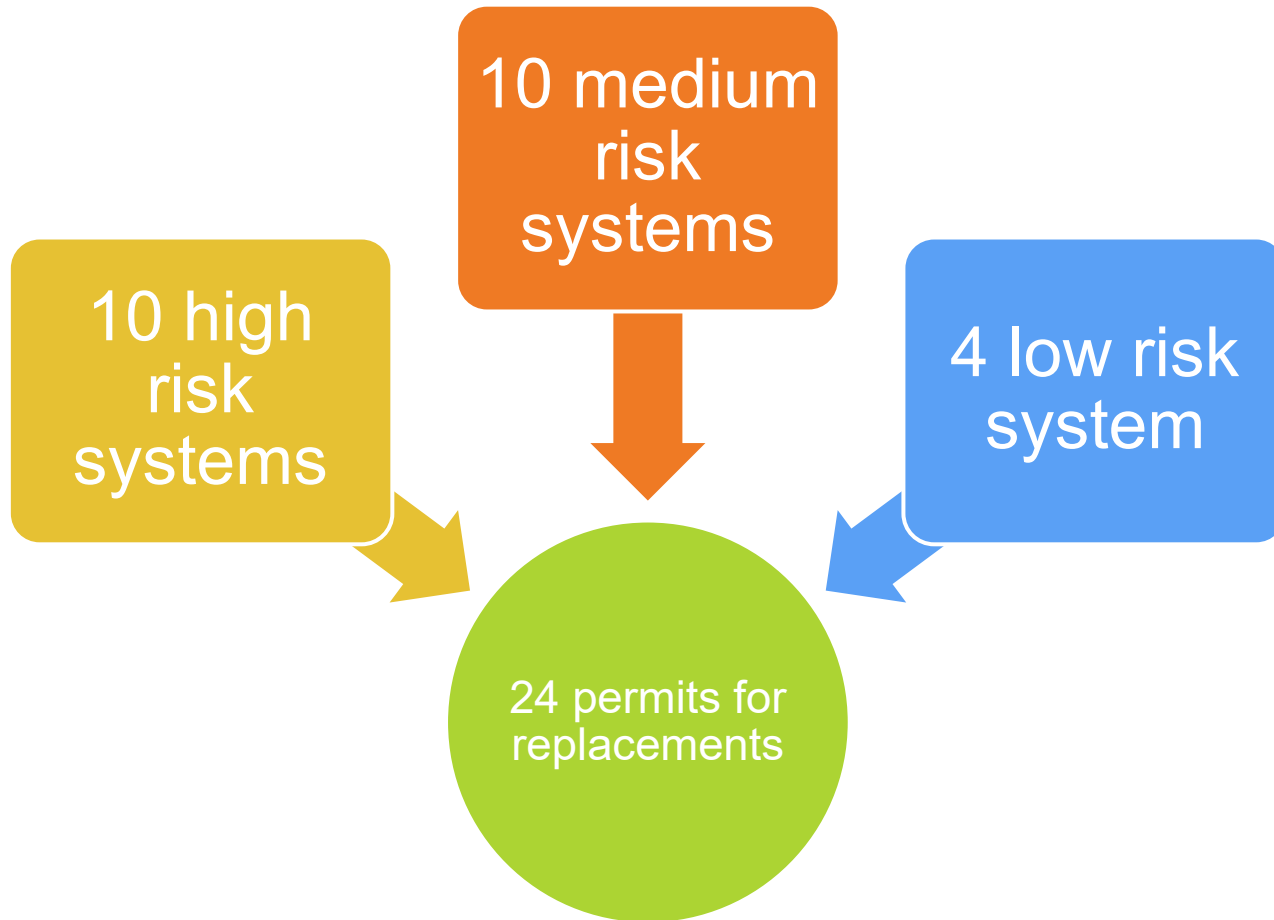 10 high
risk
systems
10 medium
risk
systems
4 low risk
system
24 permits for
replacements